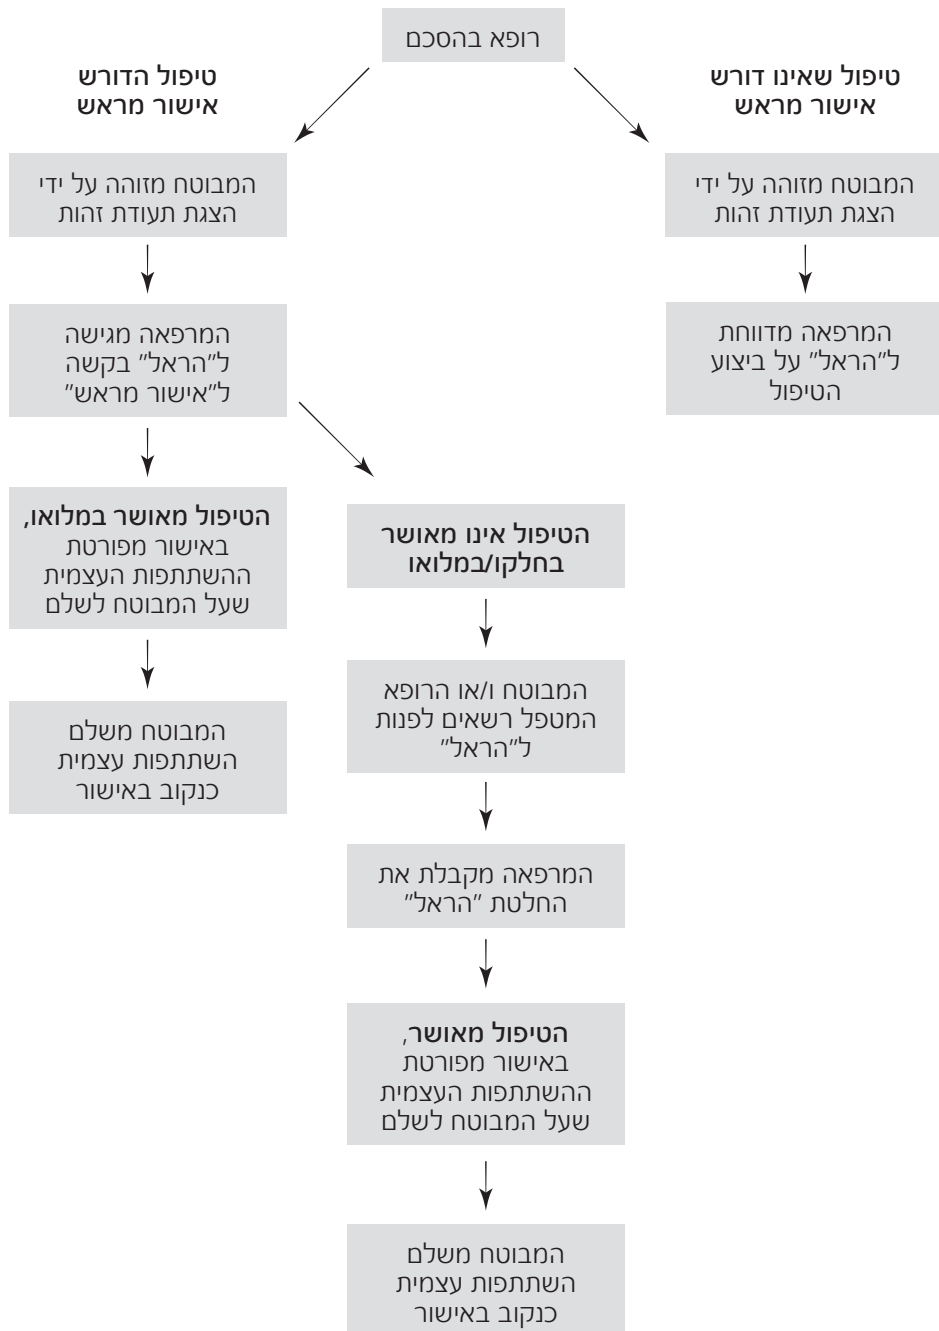 רופא בהסכם
טיפול שאינו דורש
אישור מראש
המבוטח מזוהה על ידי
הצגת תעודת זהות
המרפאה מדווחת
ל"הראל" על ביצוע
הטיפול
טיפול הדורש
אישור מראש
המבוטח מזוהה על ידי
הצגת תעודת זהות
המרפאה מגישה
ל"הראל" בקשה
ל"אישור מראש"
הטיפול מאושר במלואו,
באישור מפורטת
ההשתתפות העצמית
שעל המבוטח לשלם
המבוטח משלם
השתתפות עצמית
כנקוב באישור
הטיפול אינו מאושר
בחלקו/במלואו
המבוטח ו/או הרופא
המטפל רשאים לפנות
ל"הראל"
המרפאה מקבלת את
החלטת "הראל"
הטיפול מאושר,
באישור מפורטת
ההשתתפות העצמית
שעל המבוטח לשלם
המבוטח משלם
השתתפות עצמית
כנקוב באישור